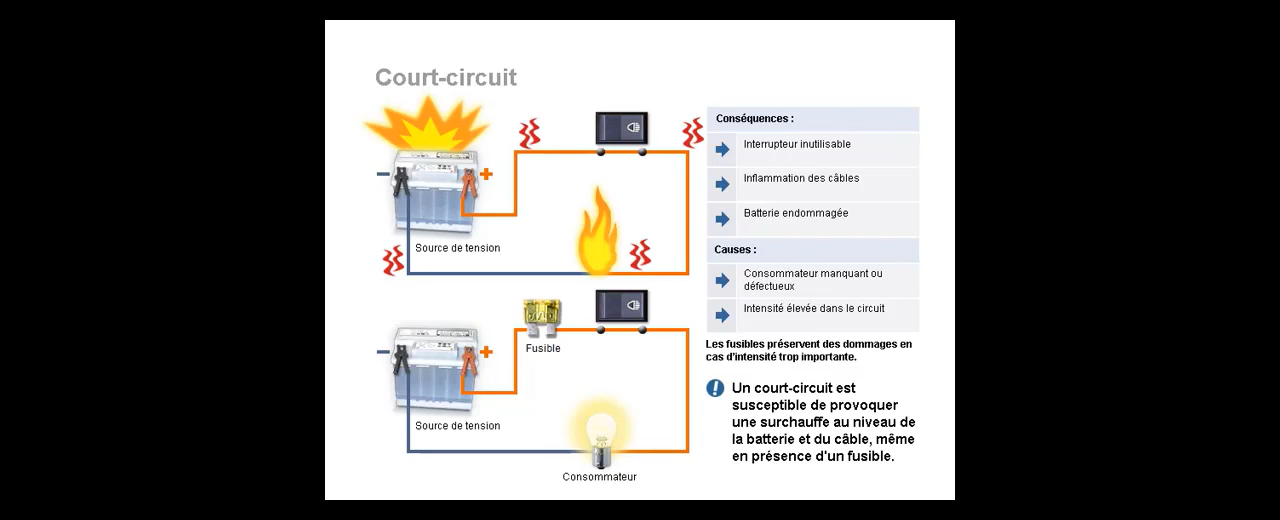 Court-circuit
Source de tension
Fusible
Source de tension
Consommateur
Conséquences :
Interrupteur inutilisable
Inflammation des câbles
Batterie endommagée
Causes :
Consommateur manquant ou
défectueux
Intensité élevée dans le circuit
Les fusibles préservent des dommages en
cas d'intensité trop importante.
Un court-circuit est
susceptible de provoquer
une surchauffe au niveau de
la batterie et du câble, même
en présence d'un fusible.